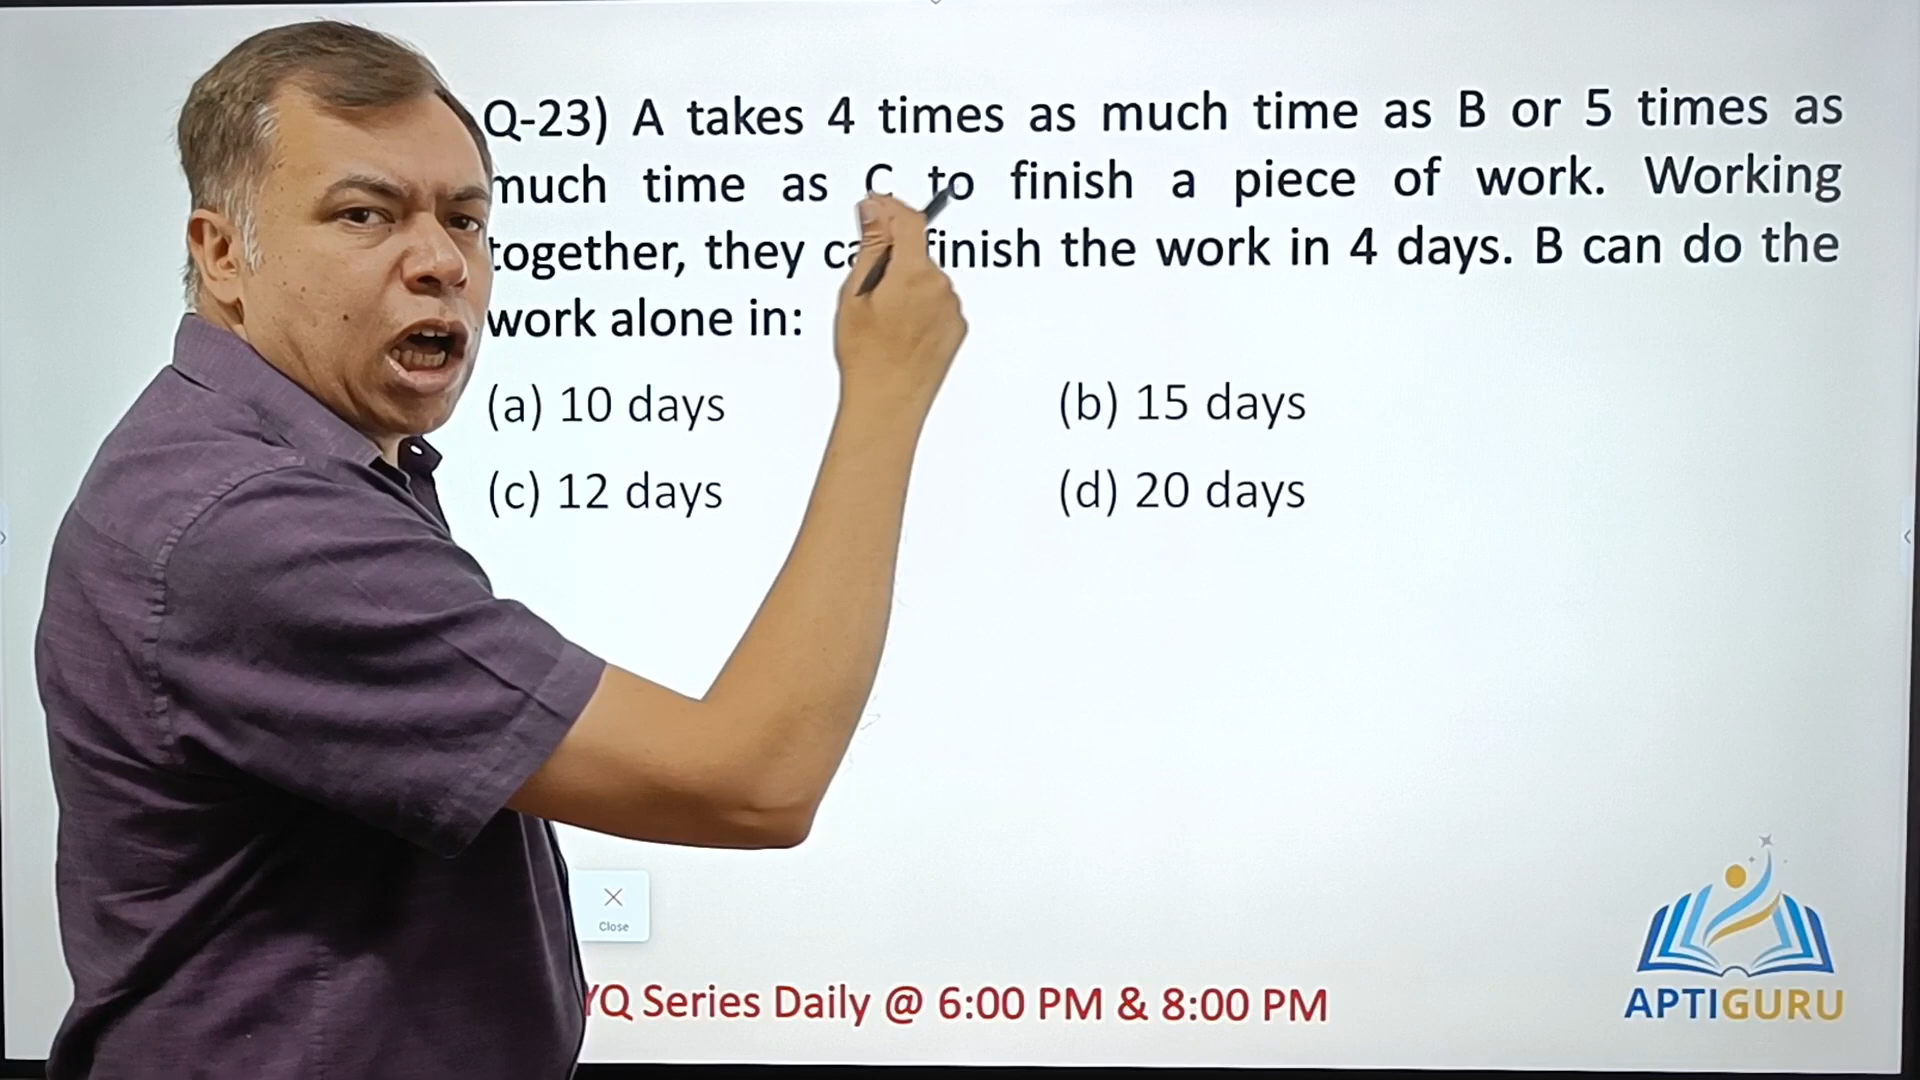 Q-23) A takes 4 times as much time as B or 5 times as
much time as C to finish a piece of work. Working
together, they finish the work in 4 days. B can do the
work alone in:
(a) 10 days
(b) 15 days
(c) 12 days
(d) 20 days
Close
YQ Series Daily @ 6:00 PM & 8:00 PM
APTIGURU